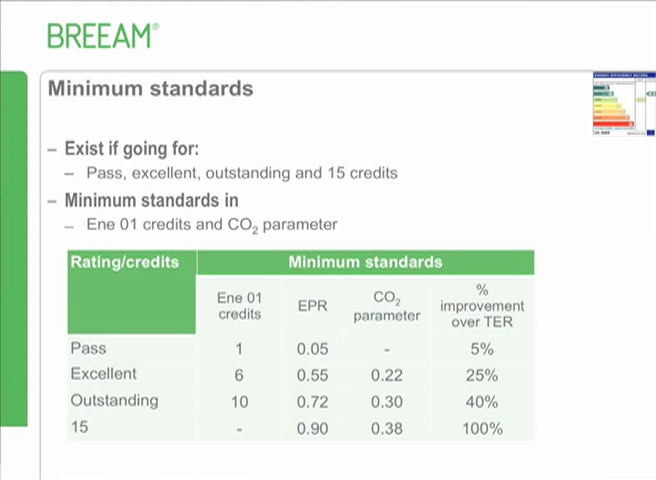 BREEAM®
Minimum standards
– Exist if going for:
– Pass, excellent, outstanding and 15 credits
– Minimum standards in
– Ene 01 credits and CO₂ parameter
Rating/credits Minimum standards
Ene 01 credits EPR CO₂ parameter % improvement over TER
Pass 1 0.05 - 5%
Excellent 6 0.55 0.22 25%
Outstanding 10 0.72 0.30 40%
15 - 0.90 0.38 100%